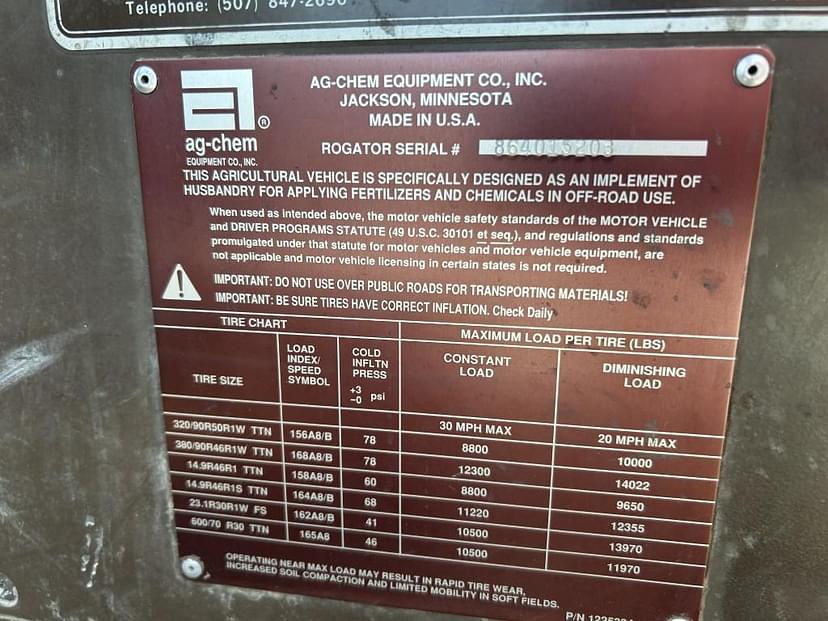 Telephone: (507) 847-2690
AG-CHEM EQUIPMENT CO., INC.
JACKSON, MINNESOTA
MADE IN U.S.A.
ag-chem ®
EQUIPMENT CO., INC.
ROGATOR SERIAL #
THIS AGRICULTURAL VEHICLE IS SPECIFICALLY DESIGNED AS AN IMPLEMENT OF
HUSBANDRY FOR APPLYING FERTILIZERS AND CHEMICALS IN OFF-ROAD USE.
When used as intended above, the motor vehicle safety standards of the MOTOR VEHICLE
and DRIVER PROGRAMS STATUTE (49 U.S.C. 30101 et seq.), and regulations and standards
promulgated under that statute for motor vehicles and motor vehicle equipment, are
not applicable and motor vehicle licensing in certain states is not required.
IMPORTANT: DO NOT USE OVER PUBLIC ROADS FOR TRANSPORTING MATERIALS!
IMPORTANT: BE SURE TIRES HAVE CORRECT INFLATION. Check Daily
TIRE CHART MAXIMUM LOAD PER TIRE (LBS)
TIRE SIZE
LOAD
INDEX/
SPEED
SYMBOL
COLD
INFLTN
PRESS
+3
-0 psi
CONSTANT
LOAD
DIMINISHING
LOAD
30 MPH MAX 20 MPH MAX
320/90R50R1W TTN 156A8/B 78 8800 10000
380/90R46R1W TTN 168A8/B 78 12300 14022
14.9R46R1 TTN 158A8/B 60 8800 9650
14.9R46R1S TTN 164A8/B 68 11220 12355
23.1R30R1W FS 162A8/B 41 10500 13970
600/70 R30 TTN 165A8 46 10500 11970
OPERATING NEAR MAX LOAD MAY RESULT IN RAPID TIRE WEAR,
INCREASED SOIL COMPACTION AND LIMITED MOBILITY IN SOFT FIELDS.
P/N